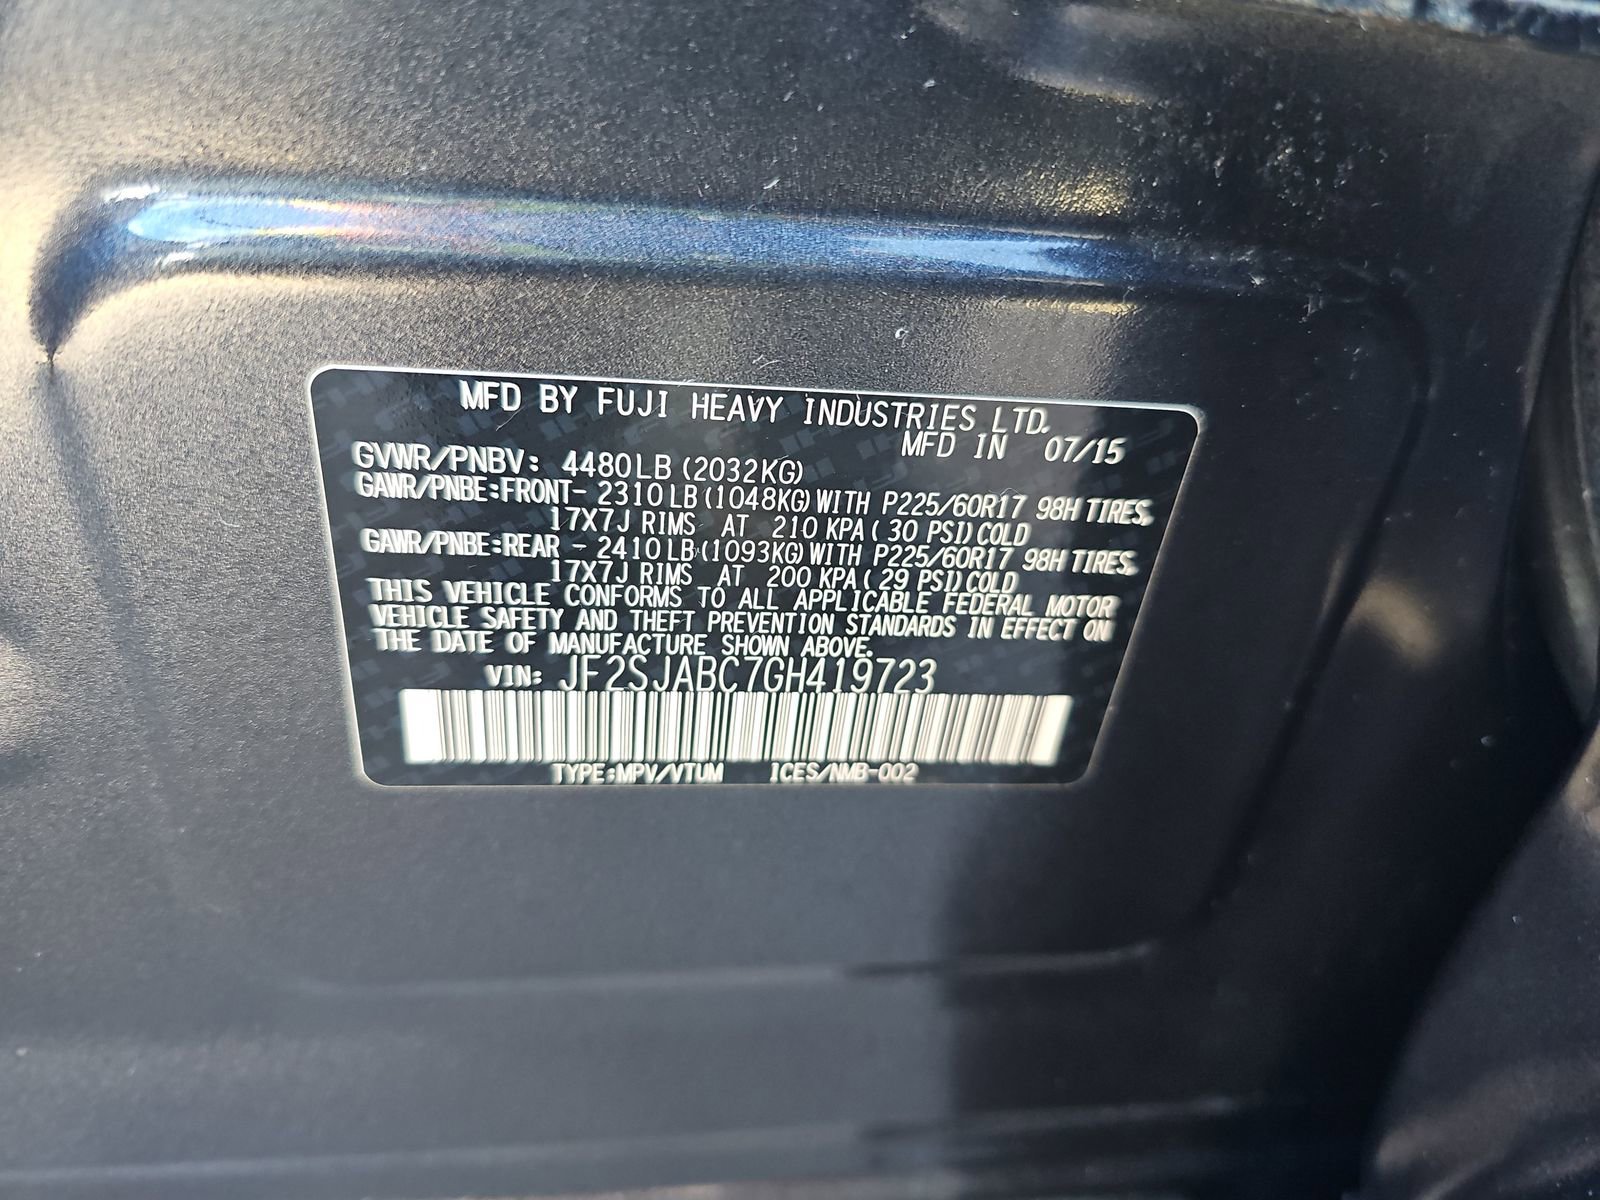 MFD BY FUJI HEAVY INDUSTRIES LTD.
MFD IN 07/15
GVWR/PNBV: 4480LB (2032KG)
GAWR/PNBE:FRONT- 2310LB (1048KG) WITH P225/60R17 98H TIRES,
17X7J RIMS AT 210 KPA ( 30 PSI) COLD
GAWR/PNBE:REAR - 2410LB (1093KG) WITH P225/60R17 98H TIRES,
17X7J RIMS AT 200 KPA ( 29 PSI) COLD
THIS VEHICLE CONFORMS TO ALL APPLICABLE FEDERAL MOTOR
VEHICLE SAFETY AND THEFT PREVENTION STANDARDS IN EFFECT ON
THE DATE OF MANUFACTURE SHOWN ABOVE.
VIN: JF2SJABC7GH419723
TYPE:MPV/VTUM ICES/NMB-002